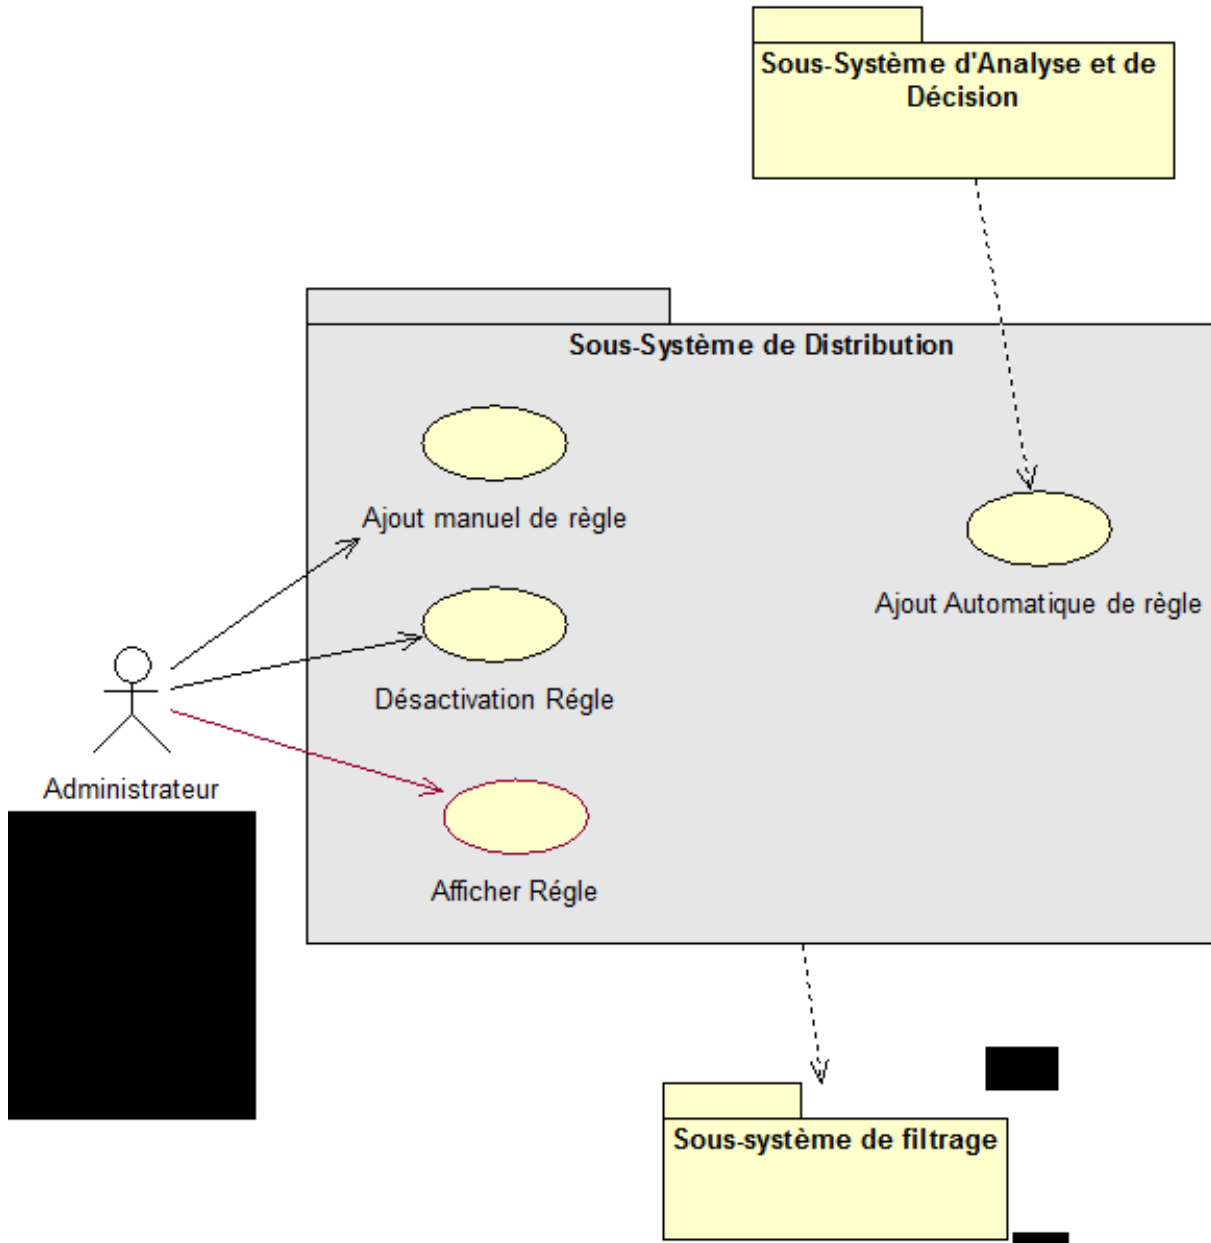 Sous-Système d'Analyse et de
Décision
Sous-Système de Distribution
Ajout manuel de règle
Ajout Automatique de règle
Désactivation Régle
Administrateur
Afficher Régle
Sous-système de filtrage